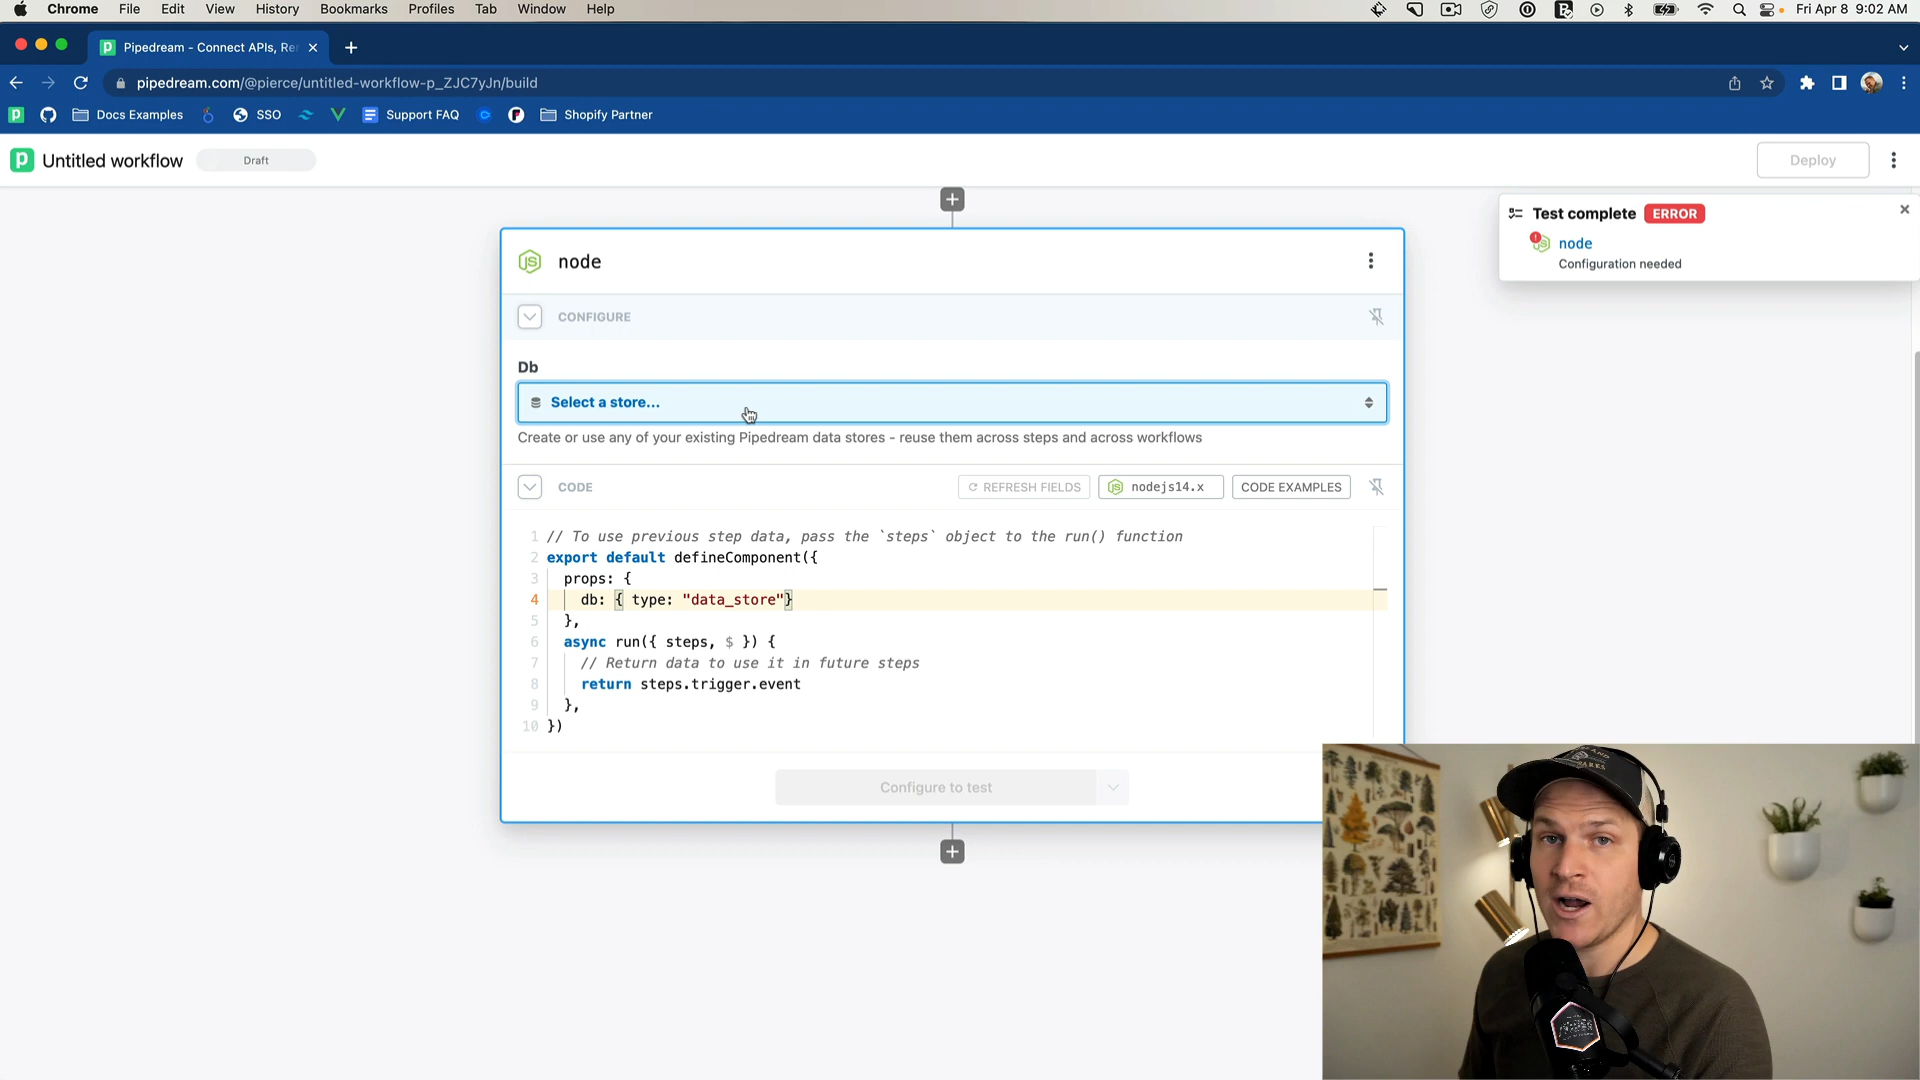 Chrome File Edit View History Bookmarks Profiles Tab Window Help Fri Apr 8 9:02 AM
Pipedream - Connect APIs, Re
pipedream.com/@pierce/untitled-workflow-p_ZJC7yJn/build
Docs Examples SSO Support FAQ Shopify Partner
Untitled workflow Draft Deploy
Test complete ERROR
node
Configuration needed
node
CONFIGURE
Db
Select a store...
Create or use any of your existing Pipedream data stores - reuse them across steps and across workflows
CODE REFRESH FIELDS nodejs14.x CODE EXAMPLES
1 // To use previous step data, pass the `steps` object to the run() function
2 export default defineComponent({
3 props: {
4 db: { type: "data_store"}
5 },
6 async run({ steps, $ }) {
7 // Return data to use it in future steps
8 return steps.trigger.event
9 },
10 })
Configure to test